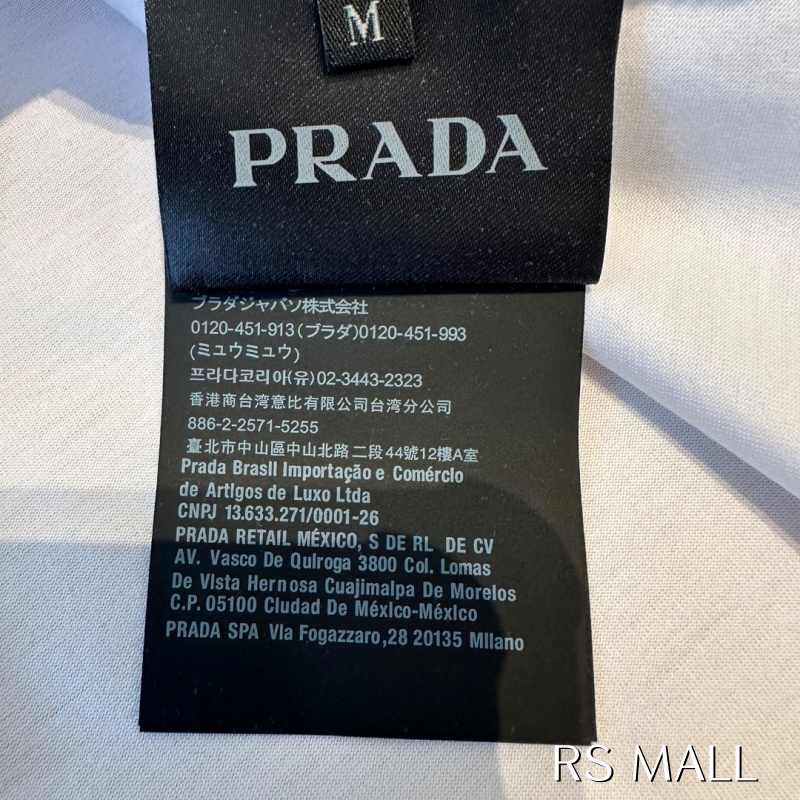 M
PRADA
プラダジャパソ株式会社
0120-451-913(プラダ)0120-451-993
(ミュウミュウ)
프라다코리아(유)02-3443-2323
香港商台湾意比有限公司台湾分公司
886-2-2571-5255
臺北市中山區中山北路二段44號12樓A室
Prada BrasIl Importação e ComércIo
de ArtIgos de Luxo Ltda
CNPJ 13.633.271/0001-26
PRADA RETAIL MÉXICO, S DE RL DE CV
AV. Vasco De QuIroga 3800 Col. Lomas
De VIsta Hernosa CuajImalpa De Morelos
C.P. 05100 CIudad De MéxIco-MéxIco
PRADA SPA VIa Fogazzaro,28 20135 MIlano
RS MALL